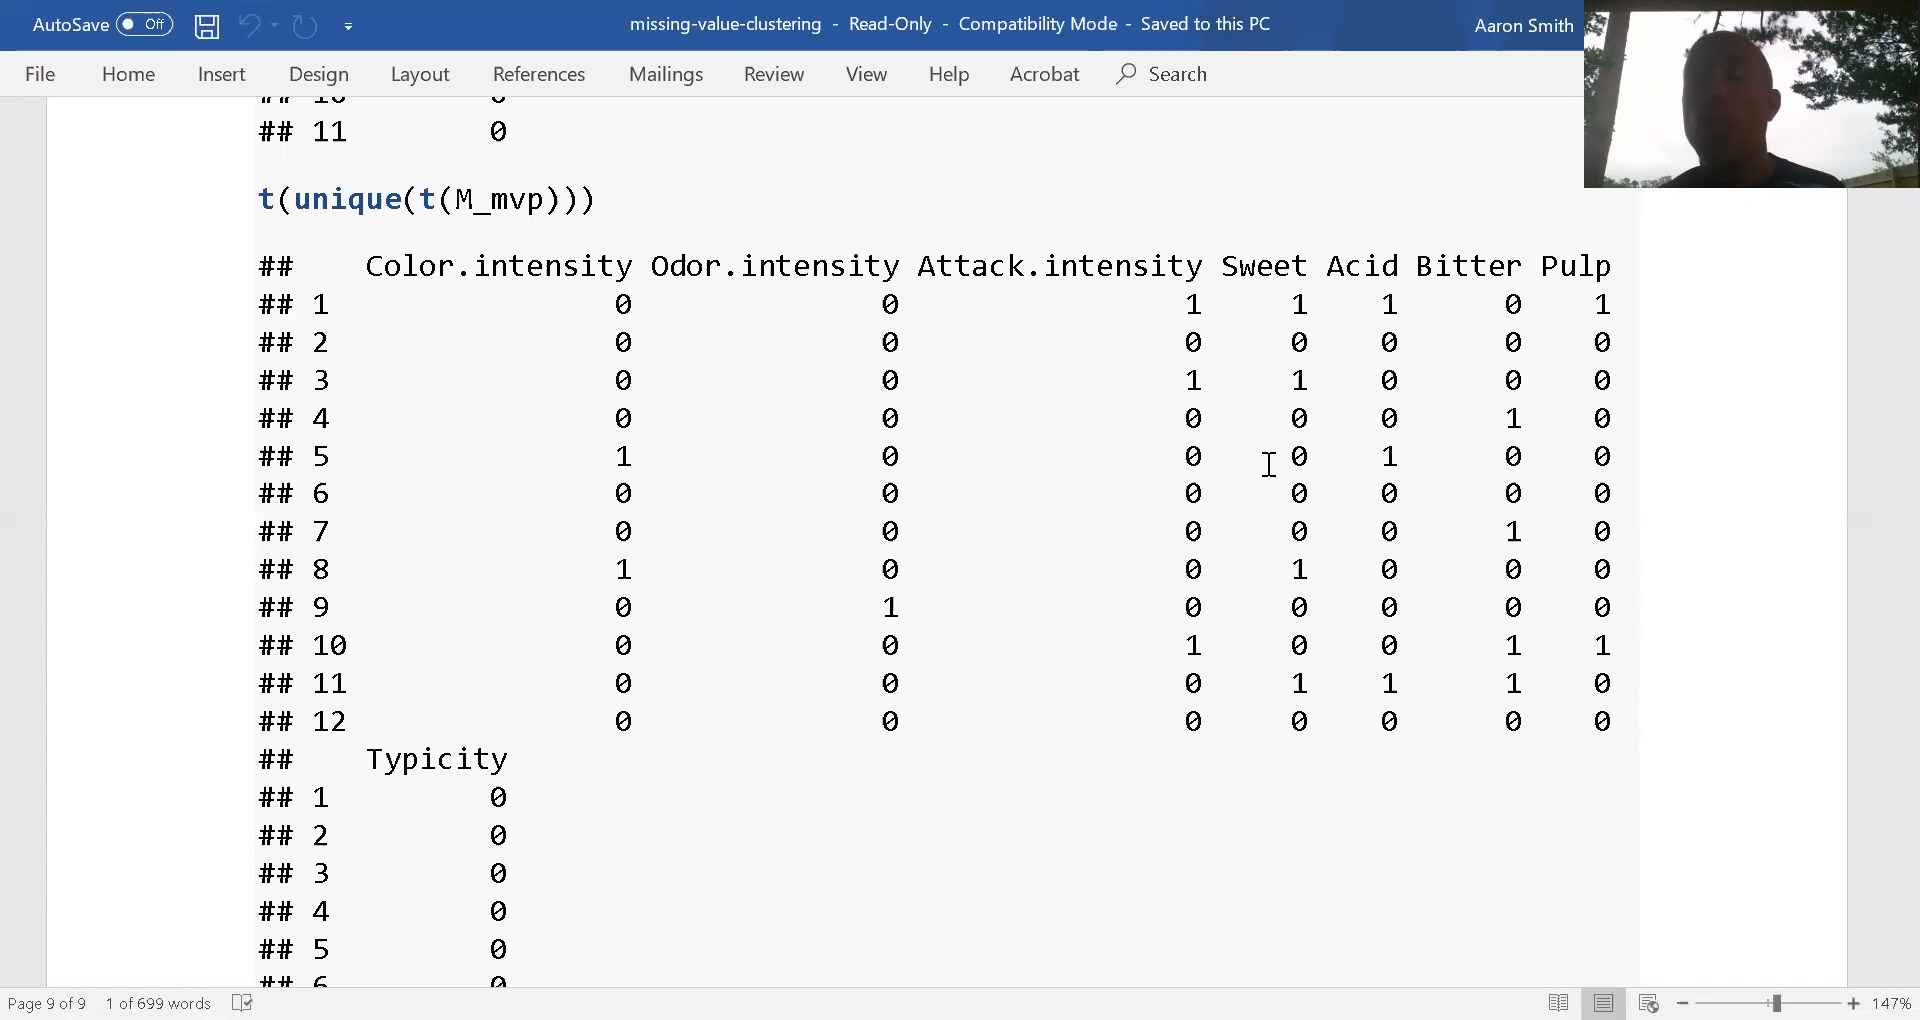 AutoSave Off missing-value-clustering - Read-Only - Compatibility Mode - Saved to this PC Aaron Smith
File Home Insert Design Layout References Mailings Review View Help Acrobat Search
## 10 0
## 11 0
t(unique(t(M_mvp)))
## Color.intensity Odor.intensity Attack.intensity Sweet Acid Bitter Pulp
## 1 0 0 1 1 1 0 1
## 2 0 0 0 0 0 0 0
## 3 0 0 1 1 0 0 0
## 4 0 0 0 0 0 1 0
## 5 1 0 0 0 1 0 0
## 6 0 0 0 0 0 0 0
## 7 0 0 0 0 0 1 0
## 8 1 0 0 1 0 0 0
## 9 0 1 0 0 0 0 0
## 10 0 0 1 0 0 1 1
## 11 0 0 0 1 1 1 0
## 12 0 0 0 0 0 0 0
## Typicity
## 1 0
## 2 0
## 3 0
## 4 0
## 5 0
## 6 0
Page 9 of 9 1 of 699 words 147%